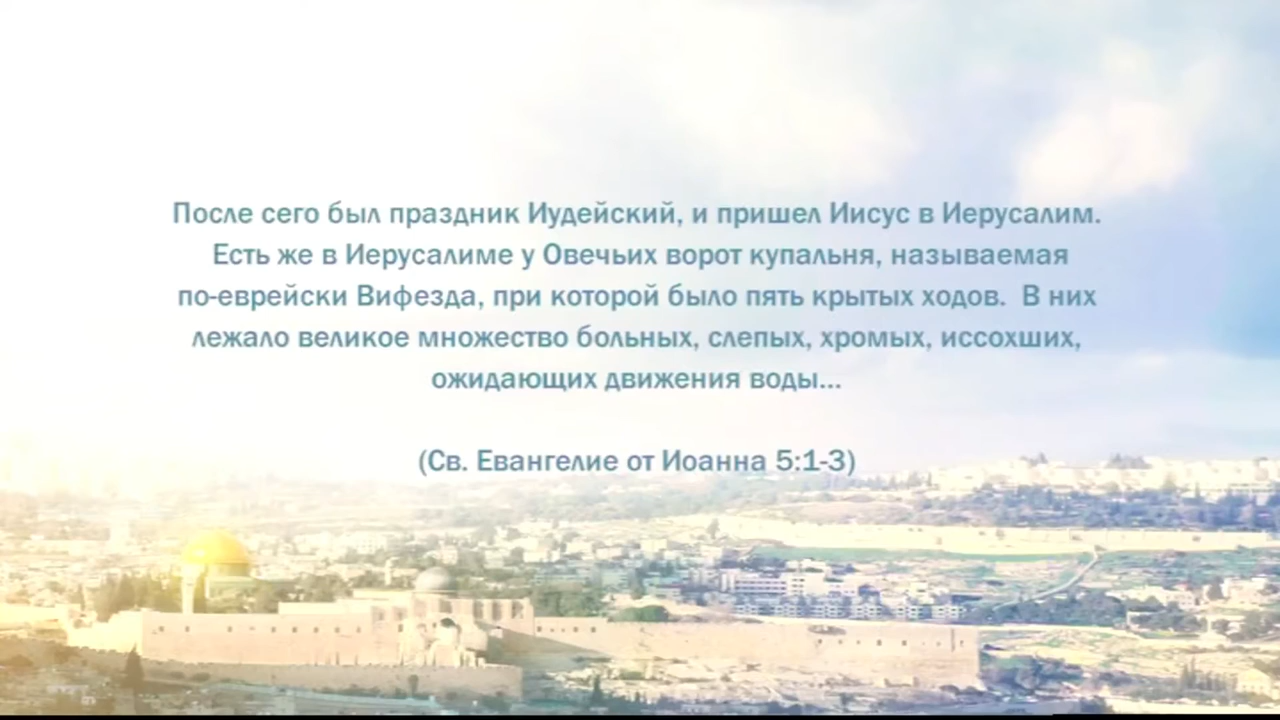 После сего был праздник Иудейский, и пришел Иисус в Иерусалим.
Есть же в Иерусалиме у Овечьих ворот купальня, называемая
по-еврейски Вифезда, при которой было пять крытых ходов. В них
лежало великое множество больных, слепых, хромых, иссохших,
ожидающих движения воды...
(Св. Евангелие от Иоанна 5:1-3)